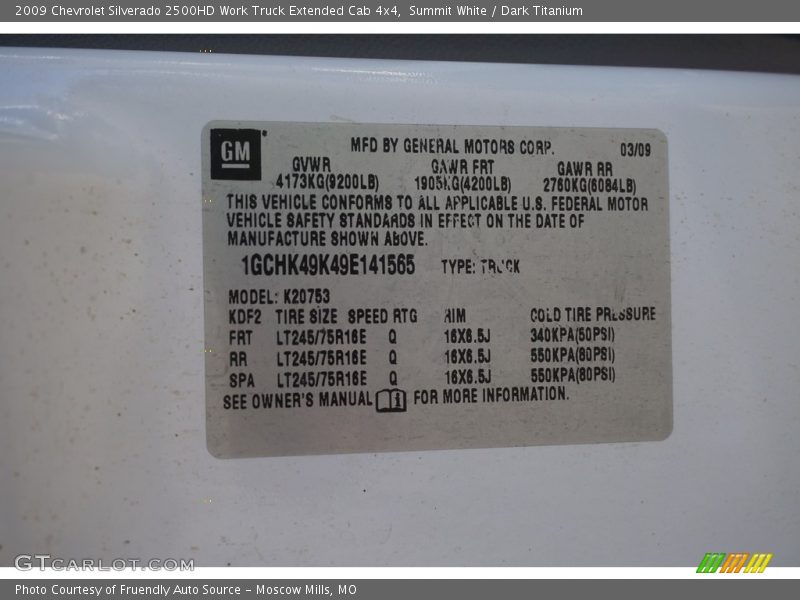 2009 Chevrolet Silverado 2500HD Work Truck Extended Cab 4x4,  Summit White / Dark Titanium
GM
MFD BY GENERAL MOTORS CORP. 03/09
GVWR GAWR FRT GAWR RR
4173KG(9200LB) 1905KG(4200LB) 2760KG(6084LB)
THIS VEHICLE CONFORMS TO ALL APPLICABLE U.S. FEDERAL MOTOR
VEHICLE SAFETY STANDARDS IN EFFECT ON THE DATE OF
MANUFACTURE SHOWN ABOVE.
1GCHK49K49E141565 TYPE: TRUCK
MODEL: K20753
KDF2 TIRE SIZE SPEED RTG RIM COLD TIRE PRESSURE
FRT LT245/75R16E Q 16X6.5J 340KPA(50PSI)
RR LT245/75R16E Q 16X6.5J 550KPA(80PSI)
SPA LT245/75R16E Q 16X6.5J 550KPA(80PSI)
SEE OWNER'S MANUAL FOR MORE INFORMATION.
GTCARLOT.COM
Photo Courtesy of Fruendly Auto Source - Moscow Mills, MO